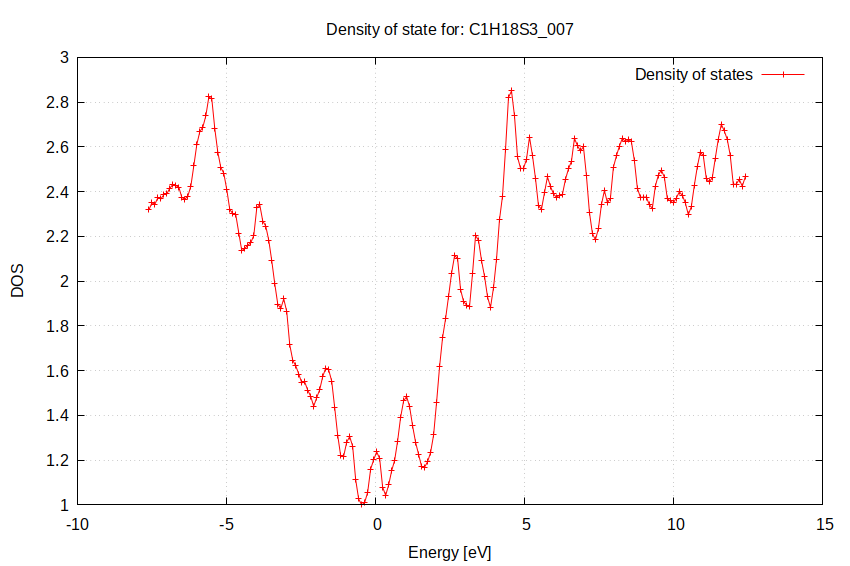 Density of state for: C1H18S3_007
Density of states
3
2.8
2.6
2.4
2.2
2
1.8
1.6
1.4
1.2
1
DOS
-10 -5 0 5 10 15
Energy [eV]